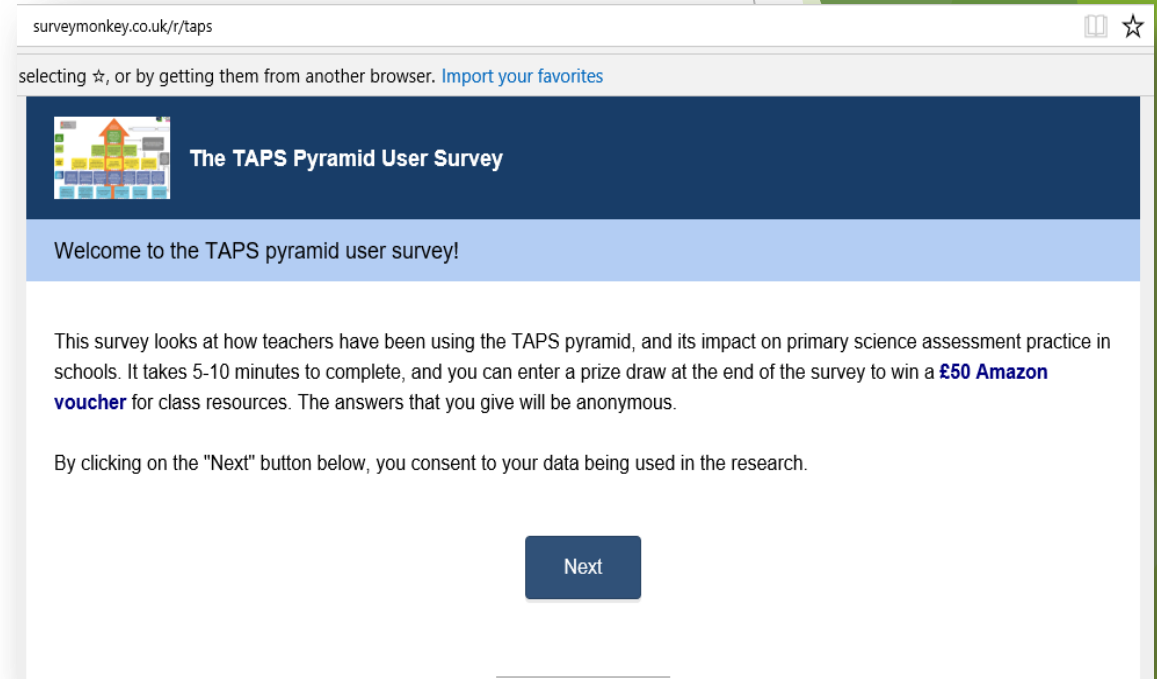 surveymonkey.co.uk/r/taps
selecting ☆, or by getting them from another browser. Import your favorites
The TAPS Pyramid User Survey
Welcome to the TAPS pyramid user survey!
This survey looks at how teachers have been using the TAPS pyramid, and its impact on primary science assessment practice in
schools. It takes 5-10 minutes to complete, and you can enter a prize draw at the end of the survey to win a £50 Amazon
voucher for class resources. The answers that you give will be anonymous.
By clicking on the "Next" button below, you consent to your data being used in the research.
Next